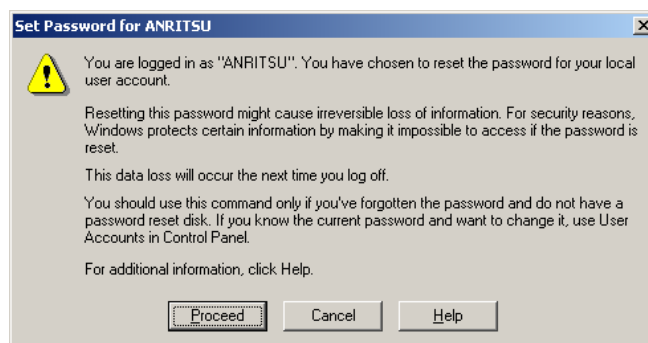 Set Password for ANRITSU
You are logged in as "ANRITSU". You have chosen to reset the password for your local
user account.
Resetting this password might cause irreversible loss of information. For security reasons,
Windows protects certain information by making it impossible to access if the password is
reset.
This data loss will occur the next time you log off.
You should use this command only if you've forgotten the password and do not have a
password reset disk. If you know the current password and want to change it, use User
Accounts in Control Panel.
For additional information, click Help.
Proceed Cancel Help